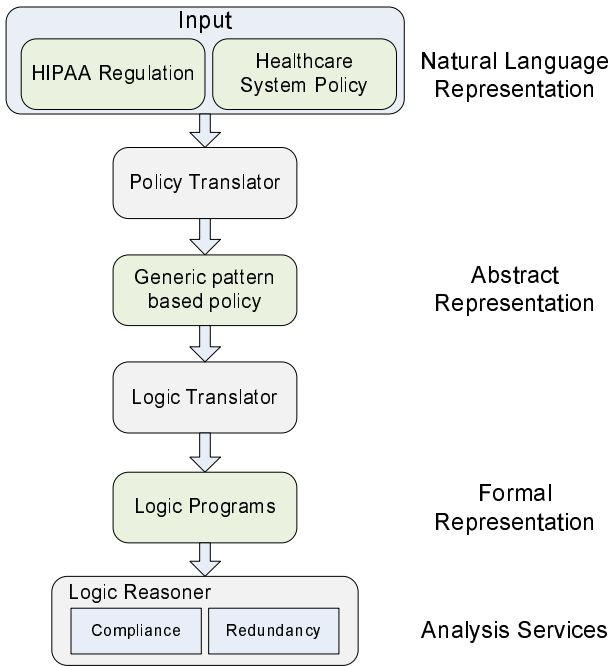 Input
HIPAA Regulation
Healthcare
System Policy
Natural Language
Representation
Policy Translator
Generic pattern
based policy
Abstract
Representation
Logic Translator
Logic Programs
Formal
Representation
Logic Reasoner
Compliance
Redundancy
Analysis Services